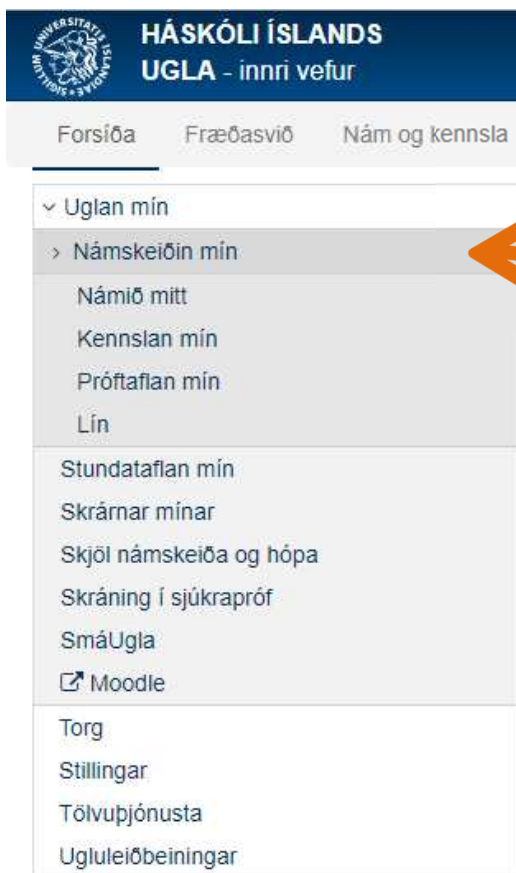 HÁSKÓLI ÍSLANDS
UGLA - innri vefur
Forsíða Fræðasvið Nám og kennsla
Uglan mín
Námskeiðin mín
Námið mitt
Kennslan mín
Próftaflan mín
Lín
Stundataflan mín
Skrárnar mínar
Skjöl námskeiða og hópa
Skráning í sjúkrapróf
SmáUgla
Moodle
Torg
Stillingar
Tölvuþjónusta
Ugluleiðbeiningar